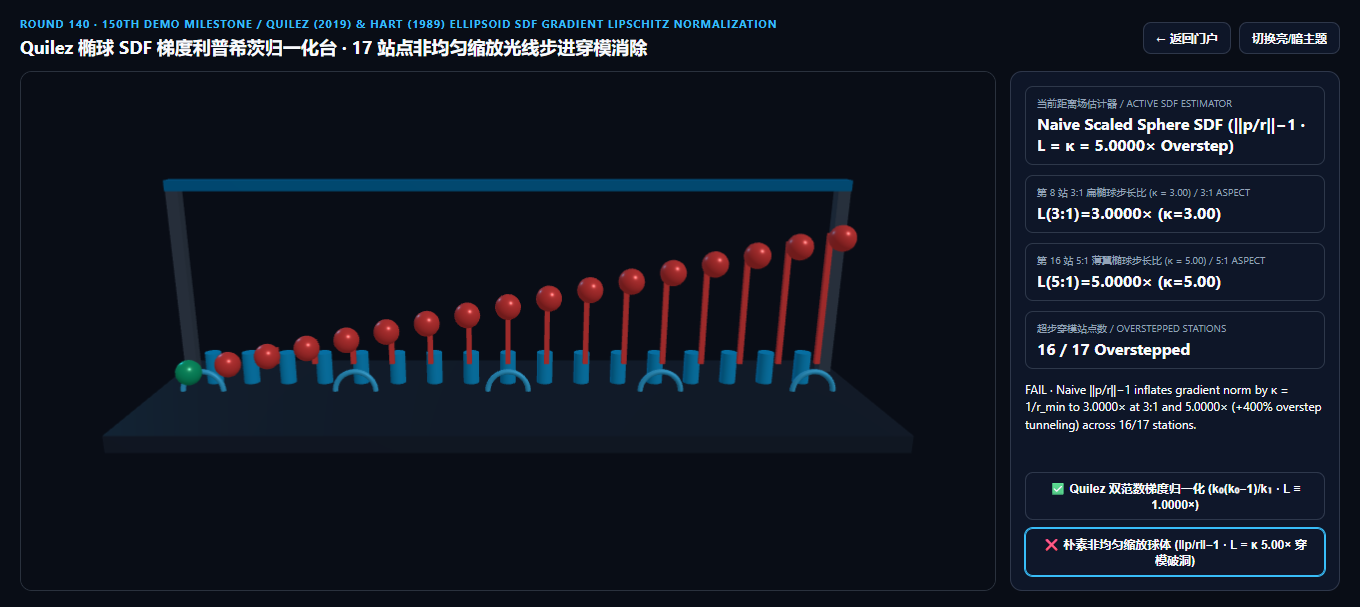 ROUND 140 · 150TH DEMO MILESTONE / QUILEZ (2019) & HART (1989) ELLIPSOID SDF GRADIENT LIPSCHITZ NORMALIZATION
Quilez 椭球 SDF 梯度利普希茨归一化台 · 17 站点非均匀缩放光线步进穿模消除
← 返回门户
切换亮/暗主题
当前距离场估计器 / ACTIVE SDF ESTIMATOR
Naive Scaled Sphere SDF (||p/r||−1 ·
L = κ = 5.0000× Overstep)
第 8 站 3:1 扁椭球步长比 (κ = 3.00) / 3:1 ASPECT
L(3:1)=3.0000× (κ=3.00)
第 16 站 5:1 薄翼椭球步长比 (κ = 5.00) / 5:1 ASPECT
L(5:1)=5.0000× (κ=5.00)
超步穿模站点数 / OVERSTEPPED STATIONS
16 / 17 Overstepped
FAIL · Naive ||p/r||−1 inflates gradient norm by κ =
1/r_min to 3.0000× at 3:1 and 5.0000× (+400% overstep
tunneling) across 16/17 stations.
✅ Quilez 双范数梯度归一化 (k₀(k₀−1)/k₁ · L ≡
1.0000×)
❌ 朴素非均匀缩放球体 (||p/r||−1 · L = κ 5.00× 穿
模破洞)